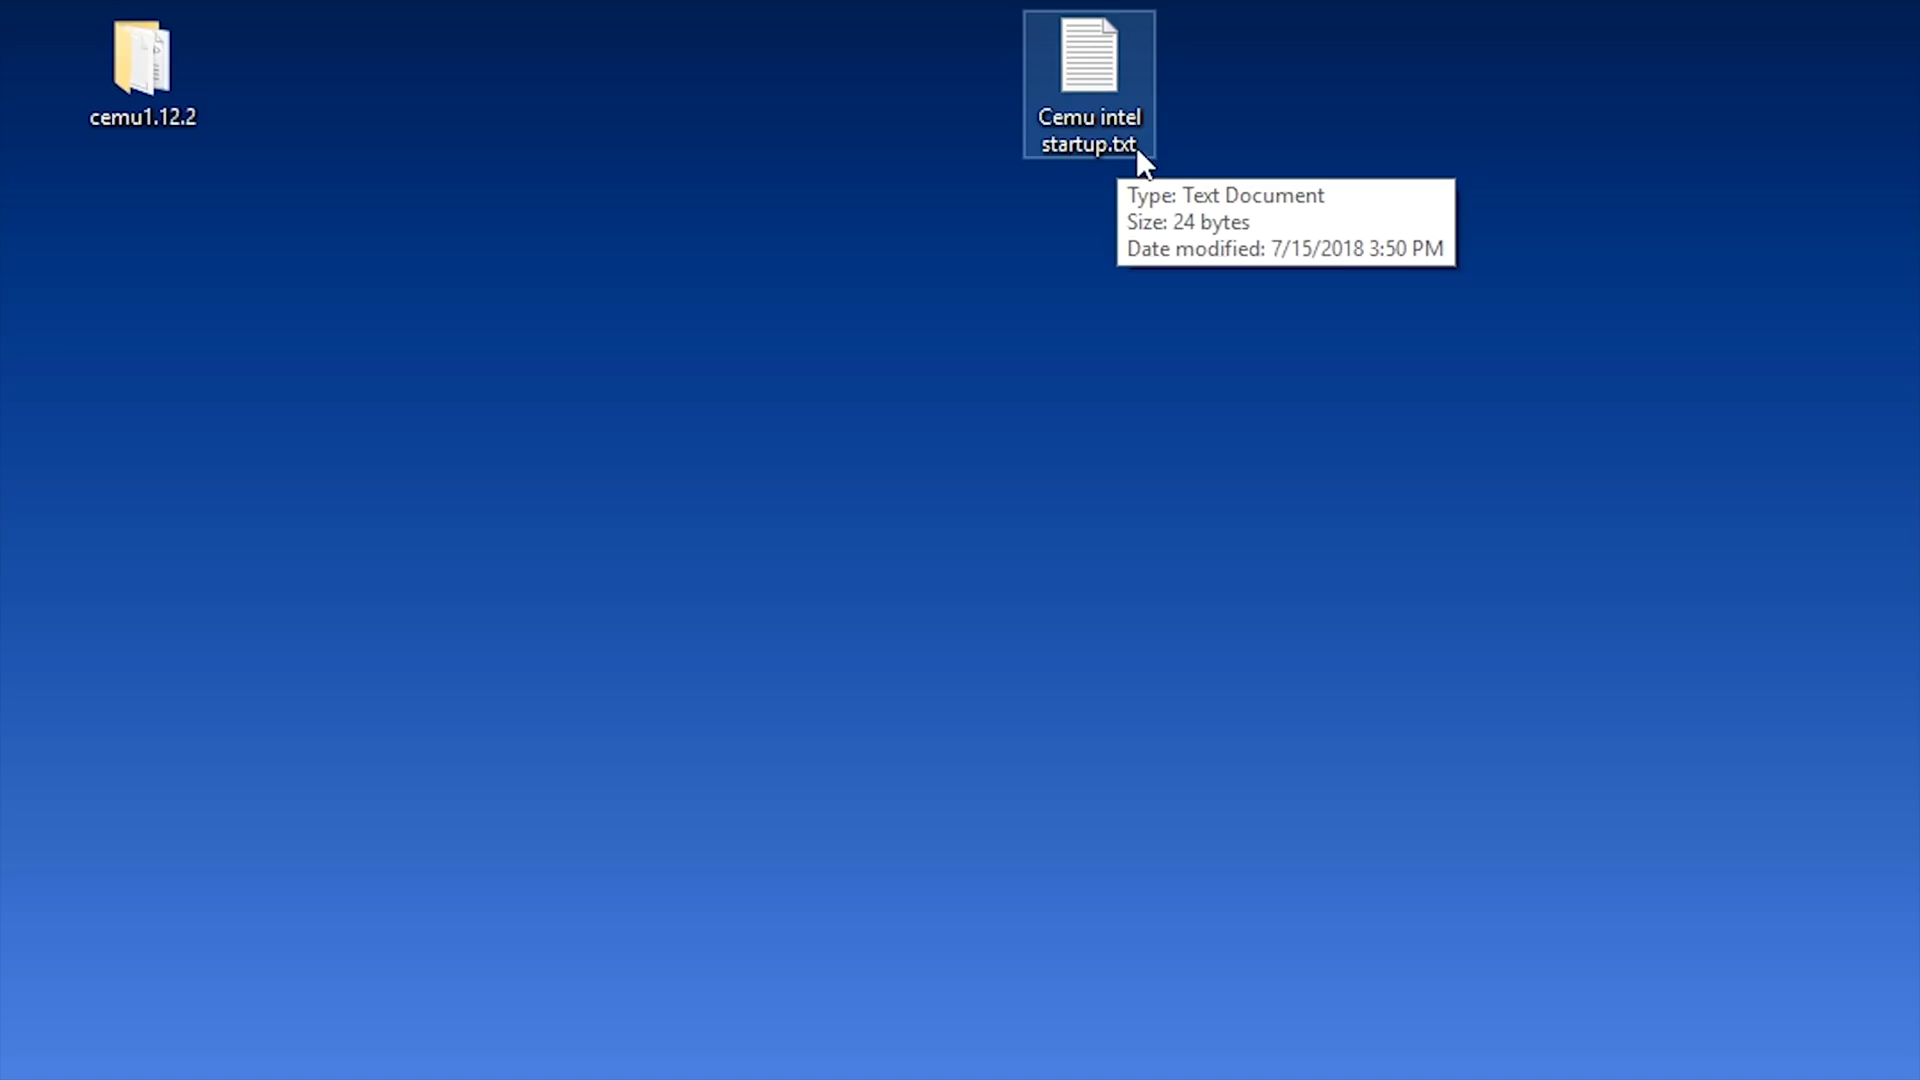 cemu1.12.2
Cemu intel
startup.txt
Type: Text Document
Size: 24 bytes
Date modified: 7/15/2018 3:50 PM